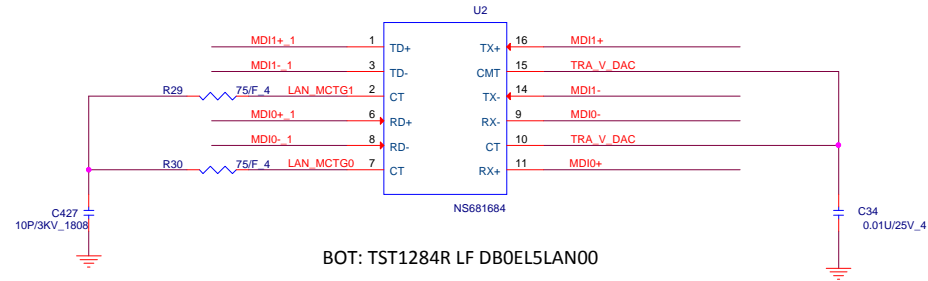 U2
MDI1+_1 1 TD+ TX+ 16 MDI1+
MDI1-_1 3 TD- CMT 15 TRA_V_DAC
R29 75/F_4 LAN_MCTG1 2 CT TX- 14 MDI1-
MDI0+_1 6 RD+ RX- 9 MDI0-
MDI0-_1 8 RD- CT 10 TRA_V_DAC
R30 75/F_4 LAN_MCTG0 7 CT RX+ 11 MDI0+
NS681684
C427
10P/3KV_1808
C34
0.01U/25V_4
BOT: TST1284R LF DB0EL5LAN00